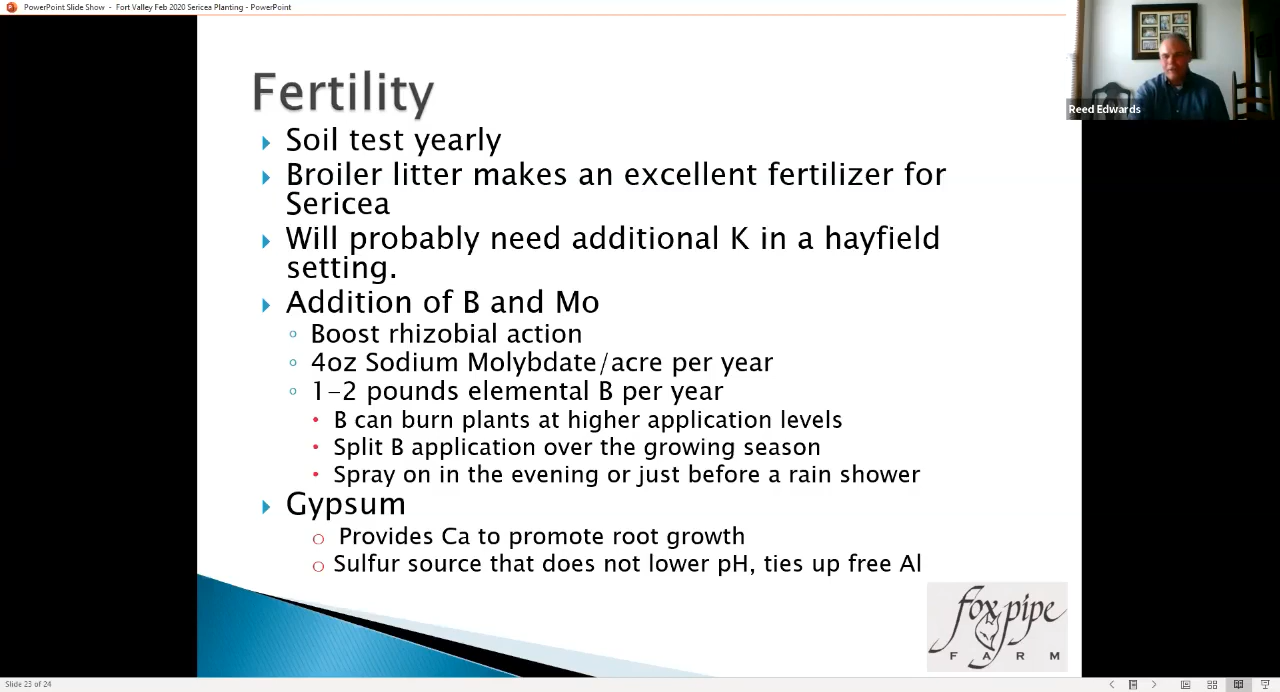 PowerPoint Slide Show - Fort Valley Feb 2020 Sericea Planting - PowerPoint
Reed Edwards
Fertility
Soil test yearly
Broiler litter makes an excellent fertilizer for
Sericea
Will probably need additional K in a hayfield
setting.
Addition of B and Mo
Boost rhizobial action
4oz Sodium Molybdate/acre per year
1-2 pounds elemental B per year
B can burn plants at higher application levels
Split B application over the growing season
Spray on in the evening or just before a rain shower
Gypsum
Provides Ca to promote root growth
Sulfur source that does not lower pH, ties up free Al
fox pipe
FARM
Slide 23 of 24